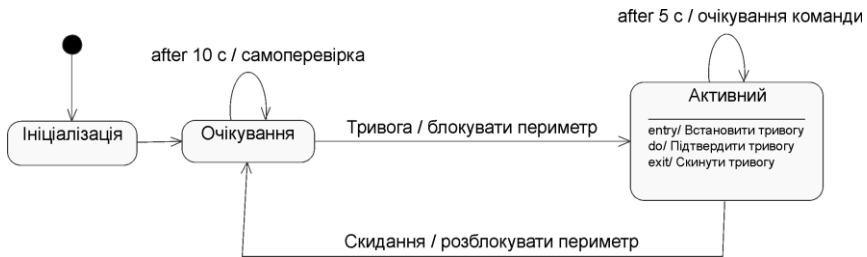 after 5 с / очікування команди
after 10 с / самоперевірка
Ініціалізація
Очікування
Тривога / блокувати периметр
Активний
entry/ Встановити тривогу
do/ Підтвердити тривогу
exit/ Скинути тривогу
Скидання / розблокувати периметр